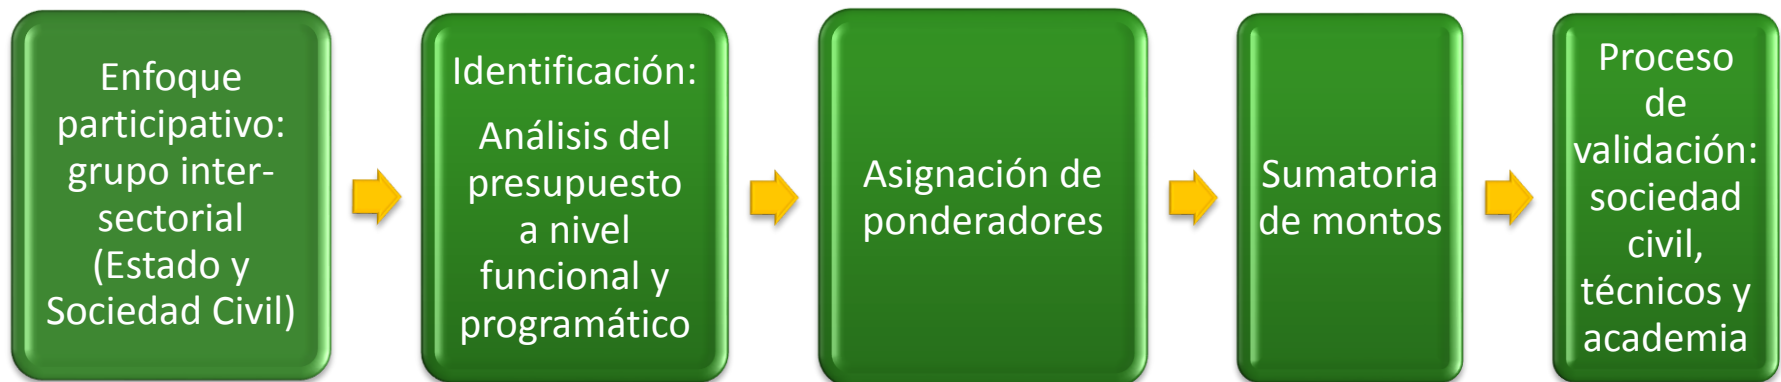 Enfoque
participativo:
grupo inter-
sectorial
(Estado y
Sociedad Civil)
Identificación:
Análisis del
presupuesto
a nivel
funcional y
programático
Asignación de
ponderadores
Sumatoria
de montos
Proceso
de
validación:
sociedad
civil,
técnicos y
academia